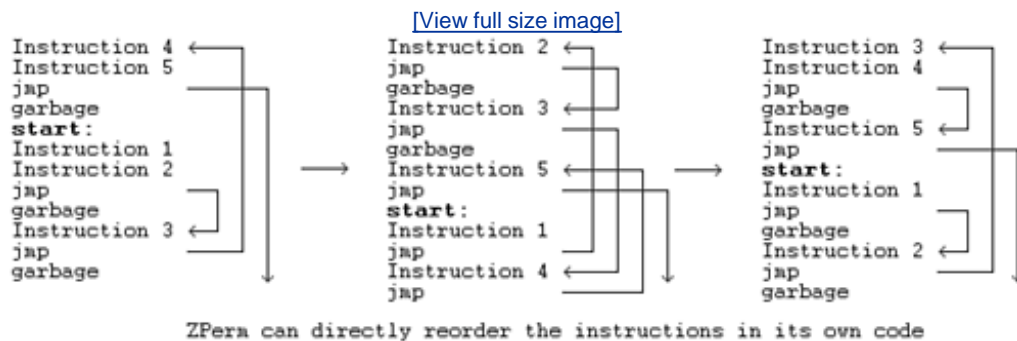 [View full size image]
Instruction 4
Instruction 5
jmp
garbage
start:
Instruction 1
Instruction 2
jmp
garbage
Instruction 3
jmp
garbage
Instruction 2
jmp
garbage
Instruction 3
jmp
garbage
Instruction 5
jmp
start:
Instruction 1
jmp
Instruction 4
jmp
Instruction 3
Instruction 4
jmp
garbage
Instruction 5
jmp
start:
Instruction 1
jmp
garbage
Instruction 2
jmp
garbage
ZPerm can directly reorder the instructions in its own code